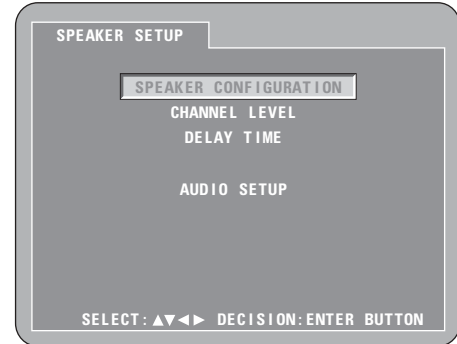 SPEAKER SETUP
SPEAKER CONFIGURATION
CHANNEL LEVEL
DELAY TIME
AUDIO SETUP
SELECT:▲▼◄► DECISION:ENTER BUTTON